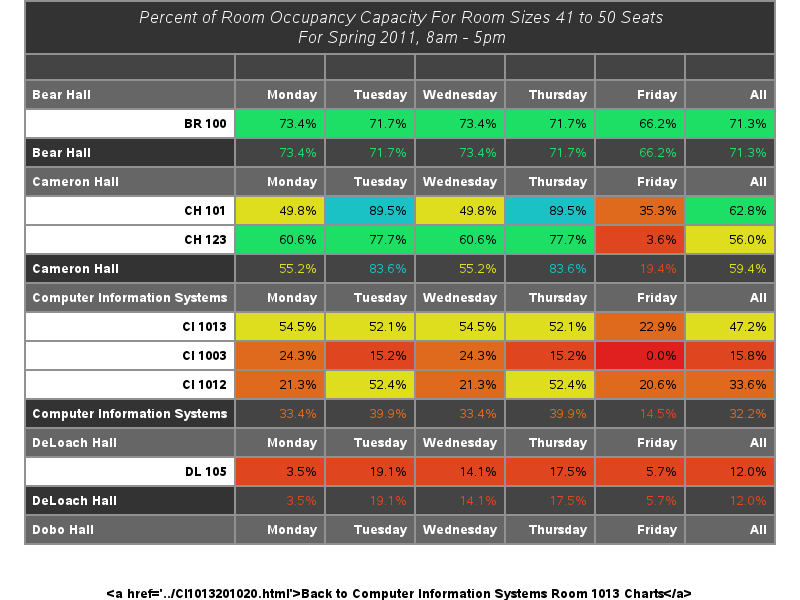 Percent of Room Occupancy Capacity For Room Sizes 41 to 50 Seats
For Spring 2011, 8am - 5pm
Bear Hall Monday Tuesday Wednesday Thursday Friday All
BR 100 73.4% 71.7% 73.4% 71.7% 66.2% 71.3%
Bear Hall 73.4% 71.7% 73.4% 71.7% 66.2% 71.3%
Cameron Hall Monday Tuesday Wednesday Thursday Friday All
CH 101 49.8% 89.5% 49.8% 89.5% 35.3% 62.8%
CH 123 60.6% 77.7% 60.6% 77.7% 3.6% 56.0%
Cameron Hall 55.2% 83.6% 55.2% 83.6% 19.4% 59.4%
Computer Information Systems Monday Tuesday Wednesday Thursday Friday All
CI 1013 54.5% 52.1% 54.5% 52.1% 22.9% 47.2%
CI 1003 24.3% 15.2% 24.3% 15.2% 0.0% 15.8%
CI 1012 21.3% 52.4% 21.3% 52.4% 20.6% 33.6%
Computer Information Systems 33.4% 39.9% 33.4% 39.9% 14.5% 32.2%
DeLoach Hall Monday Tuesday Wednesday Thursday Friday All
DL 105 3.5% 19.1% 14.1% 17.5% 5.7% 12.0%
DeLoach Hall 3.5% 19.1% 14.1% 17.5% 5.7% 12.0%
Dobo Hall Monday Tuesday Wednesday Thursday Friday All
<a href='../CI1013201020.html'>Back to Computer Information Systems Room 1013 Charts</a>